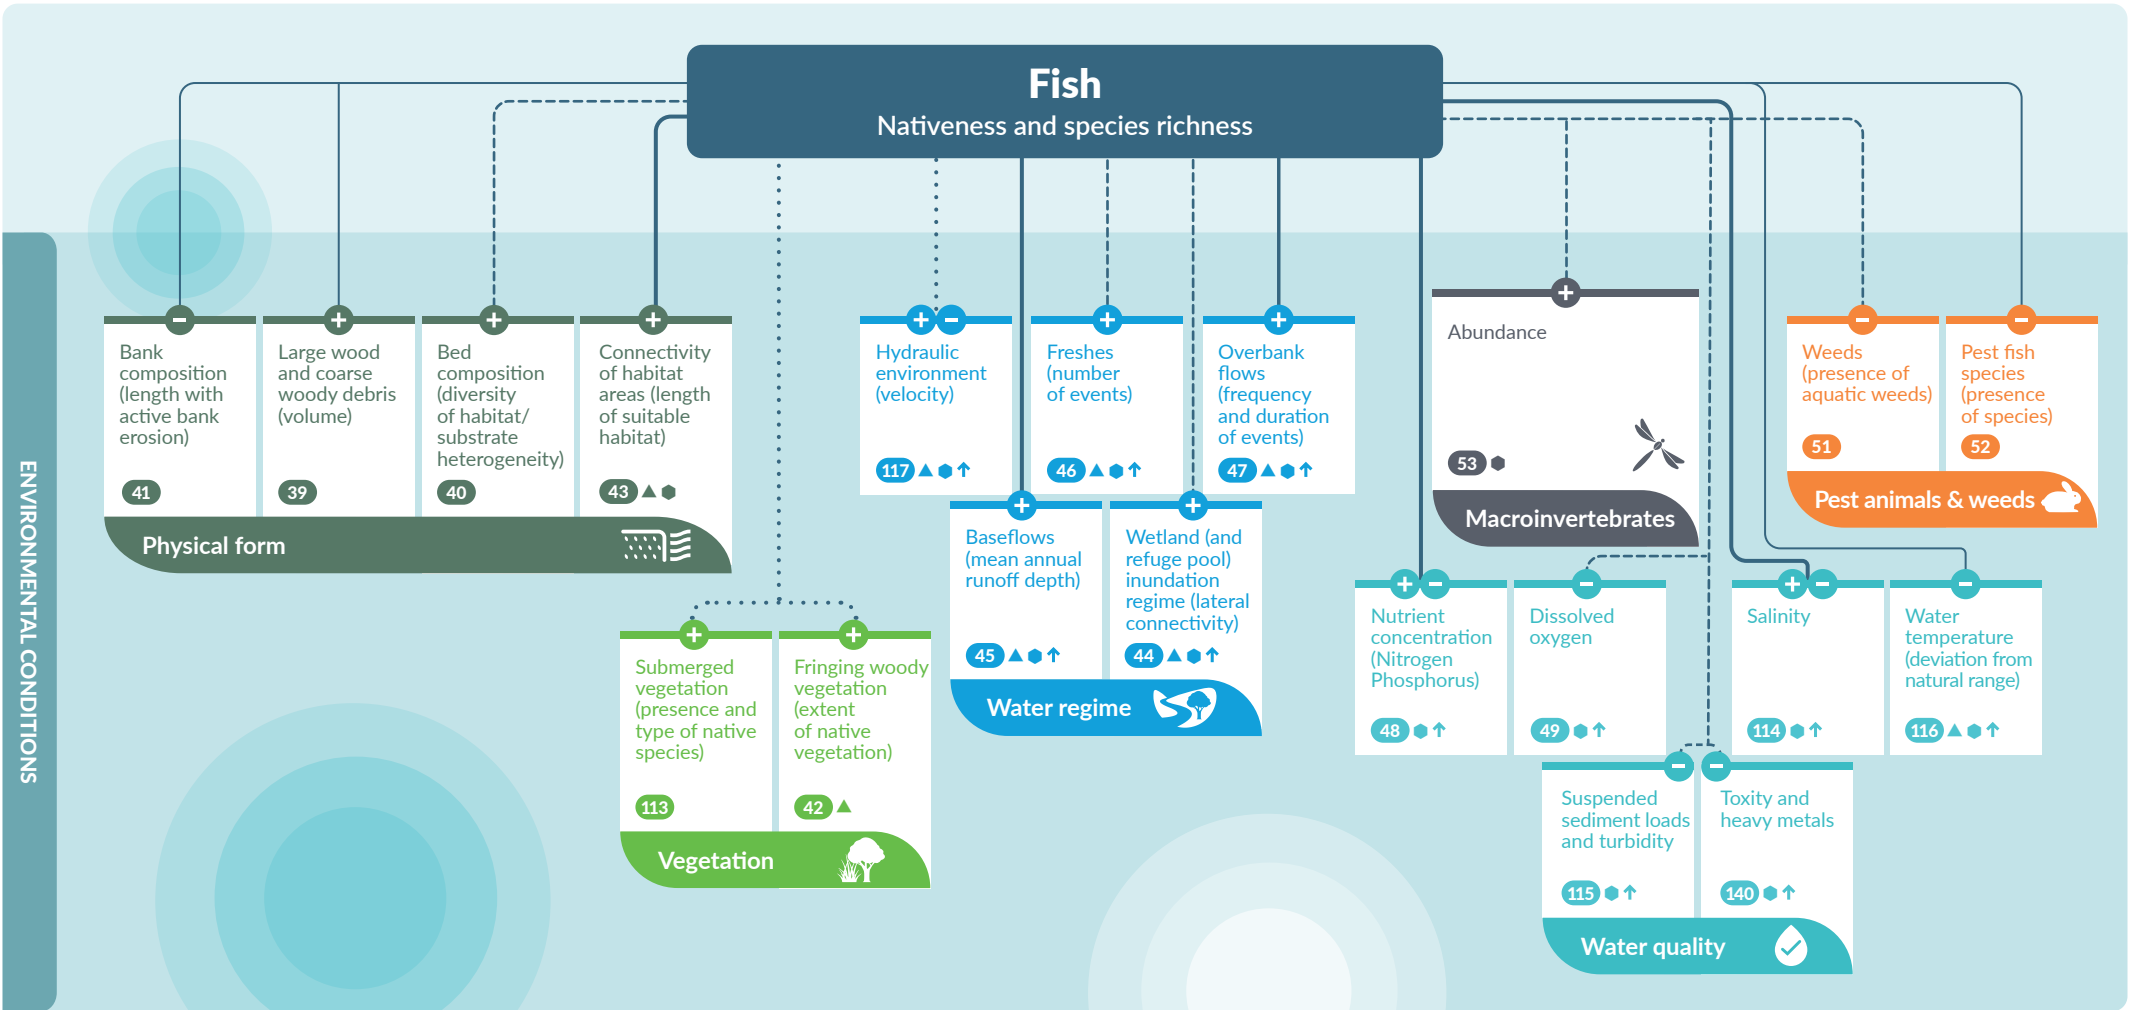 Fish
Nativeness and species richness
ENVIRONMENTAL CONDITIONS
Bank
composition
(length with
active bank
erosion)
41
Large wood
and coarse
woody debris
(volume)
39
Bed
composition
(diversity
of habitat/
substrate
heterogeneity)
40
Connectivity
of habitat
areas (length
of suitable
habitat)
43
Physical form
Submerged
vegetation
(presence and
type of native
species)
113
Fringing woody
vegetation
(extent
of native
vegetation)
42
Vegetation
Hydraulic
environment
(velocity)
117
Freshes
(number
of events)
46
Overbank
flows
(frequency
and duration
of events)
47
Baseflows
(mean annual
runoff depth)
45
Wetland (and
refuge pool)
inundation
regime (lateral
connectivity)
44
Water regime
Abundance
53
Macroinvertebrates
Weeds
(presence of
aquatic weeds)
51
Pest fish
species
(presence
of species)
52
Pest animals & weeds
Nutrient
concentration
(Nitrogen
Phosphorus)
48
Dissolved
oxygen
49
Salinity
114
Water
temperature
(deviation from
natural range)
116
Suspended
sediment loads
and turbidity
115
Toxity and
heavy metals
140
Water quality